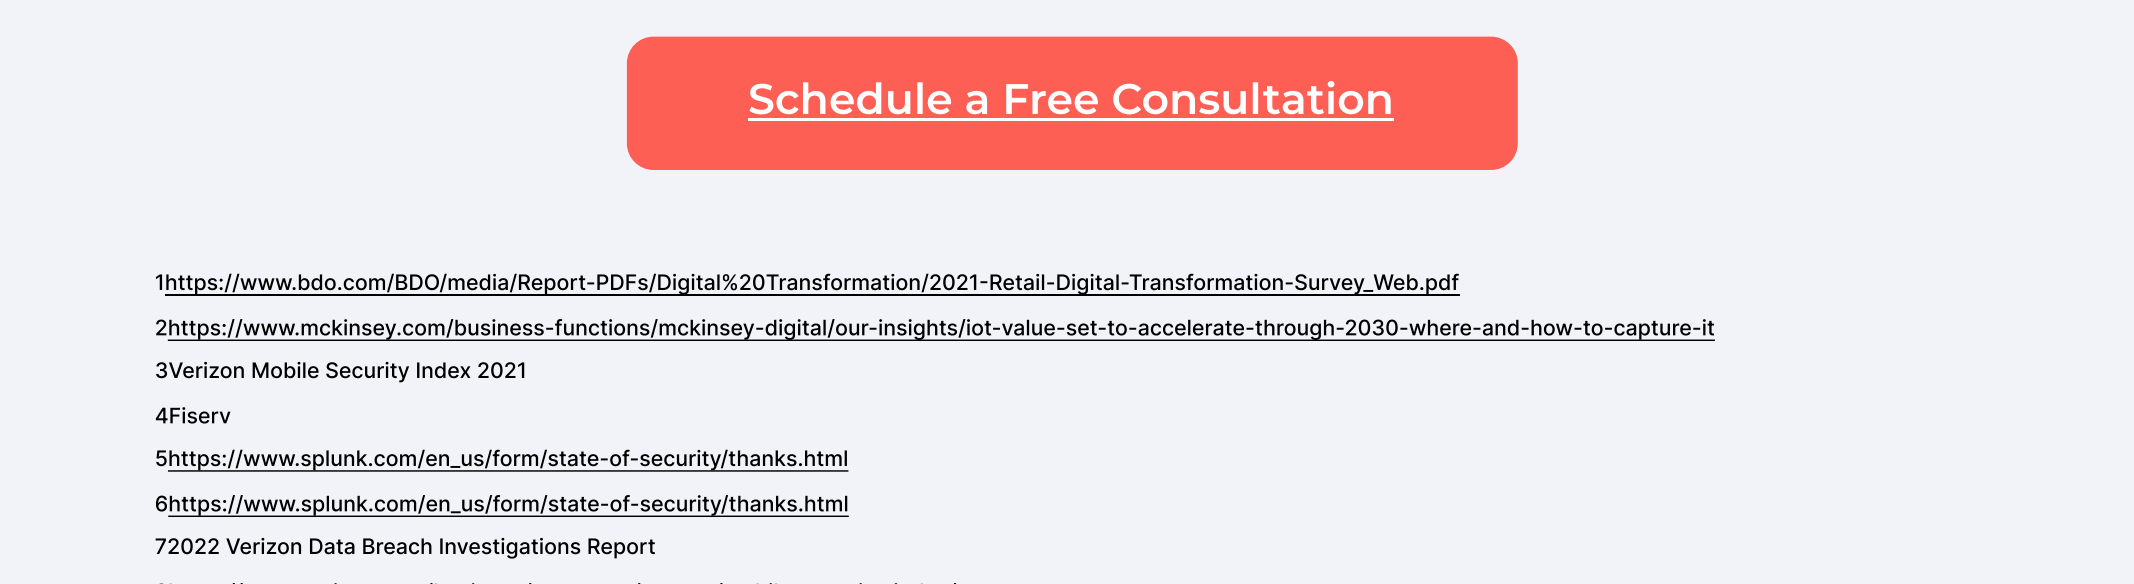 Schedule a Free Consultation
1https://www.bdo.com/BDO/media/Report-PDFs/Digital%20Transformation/2021-Retail-Digital-Transformation-Survey_Web.pdf
2https://www.mckinsey.com/business-functions/mckinsey-digital/our-insights/iot-value-set-to-accelerate-through-2030-where-and-how-to-capture-it
3Verizon Mobile Security Index 2021
4Fiserv
5https://www.splunk.com/en_us/form/state-of-security/thanks.html
6https://www.splunk.com/en_us/form/state-of-security/thanks.html
72022 Verizon Data Breach Investigations Report